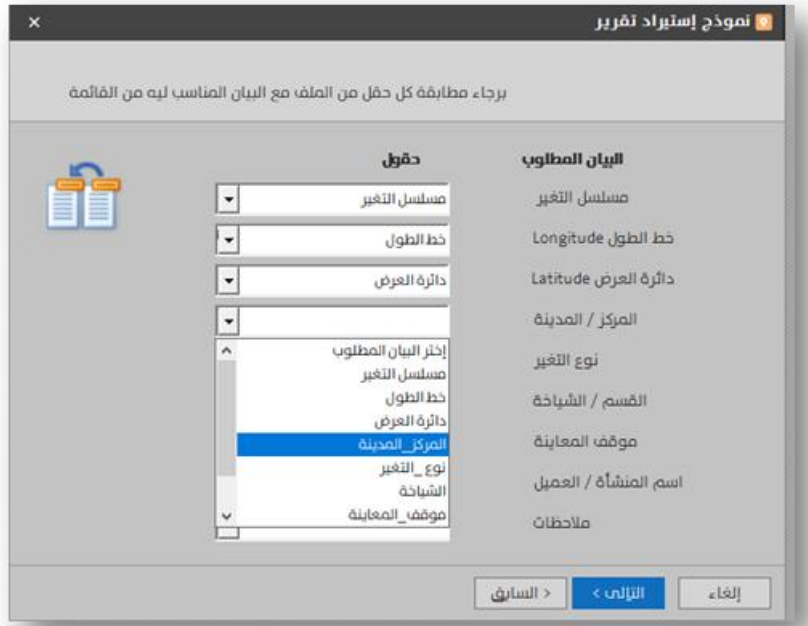 نموذج إستيراد تقرير
برجاء مطابقة كل حقل من الملف مع البيان المناسب ليه من القائمة
البيان المطلوب حقول
مسلسل التغير مسلسل التغير
خط الطول Longitude خط الطول
دائرة العرض Latitude دائرة العرض
المركز / المدينة
نوع التغير
القسم / الشياخة
موقف المعاينة
اسم المنشأة / العميل
ملاحظات
إختر البيان المطلوب
مسلسل التغير
خط الطول
دائرة العرض
المركز_المدينة
نوع_التغير
الشياخة
موقف_المعاينة
إلغاء التالى > < السابق